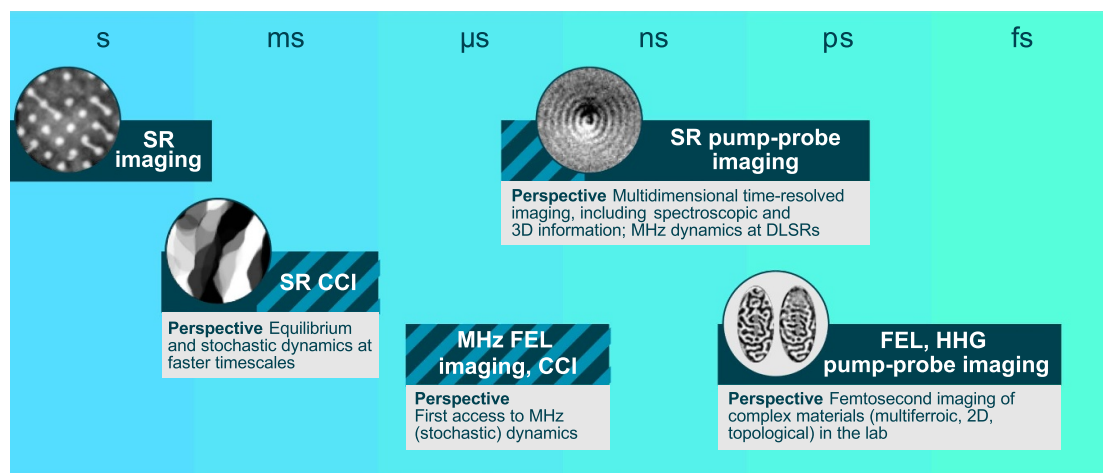 s
ms
µs
ns
ps
fs
SR
imaging
SR pump-probe
imaging
Perspective Multidimensional time-resolved
imaging, including spectroscopic and
3D information; MHz dynamics at DLSRs
SR CCI
Perspective Equilibrium
and stochastic dynamics at
faster timescales
MHz FEL
imaging, CCI
Perspective
First access to MHz
(stochastic) dynamics
FEL, HHG
pump-probe imaging
Perspective Femtosecond imaging of
complex materials (multiferroic, 2D,
topological) in the lab